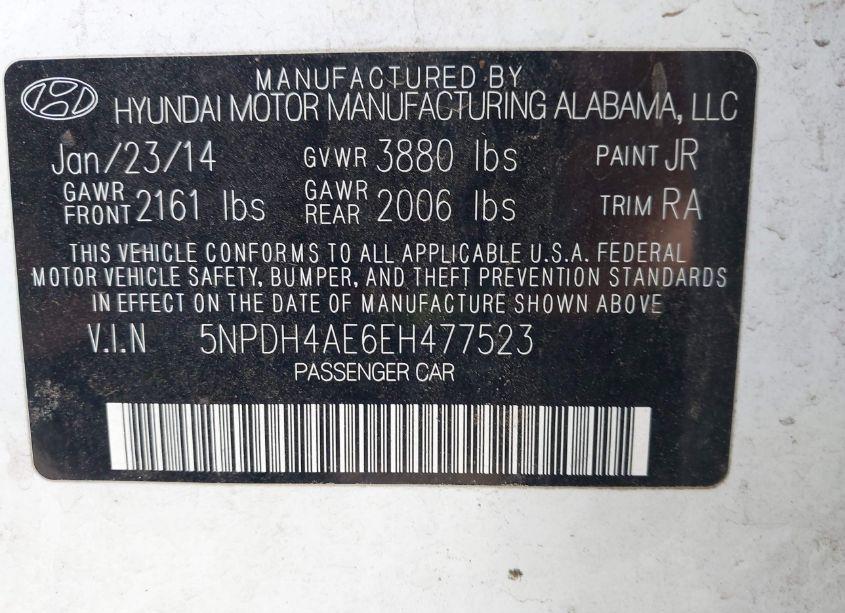 MANUFACTURED BY
HYUNDAI MOTOR MANUFACTURING ALABAMA, LLC
Jan/23/14 GVWR 3880 lbs PAINT JR
GAWR FRONT 2161 lbs GAWR REAR 2006 lbs TRIM RA
THIS VEHICLE CONFORMS TO ALL APPLICABLE U.S.A. FEDERAL
MOTOR VEHICLE SAFETY, BUMPER, AND THEFT PREVENTION STANDARDS
IN EFFECT ON THE DATE OF MANUFACTURE SHOWN ABOVE
V.I.N 5NPDH4AE6EH477523
PASSENGER CAR